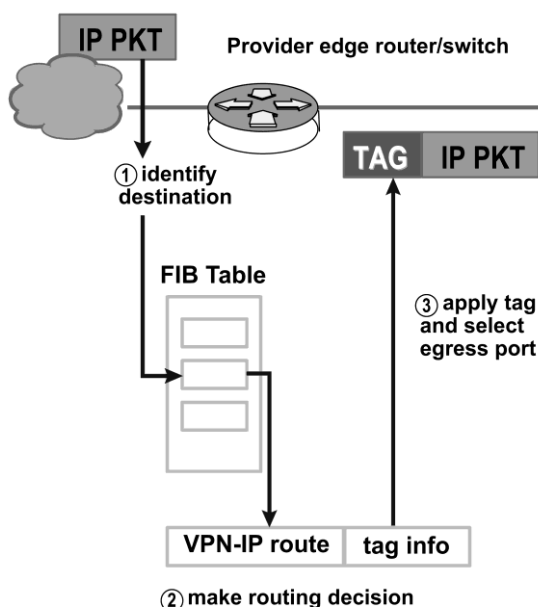 IP PKT
Provider edge router/switch
TAG IP PKT
① identify
destination
FIB Table
③ apply tag
and select
egress port
VPN-IP route tag info
② make routing decision